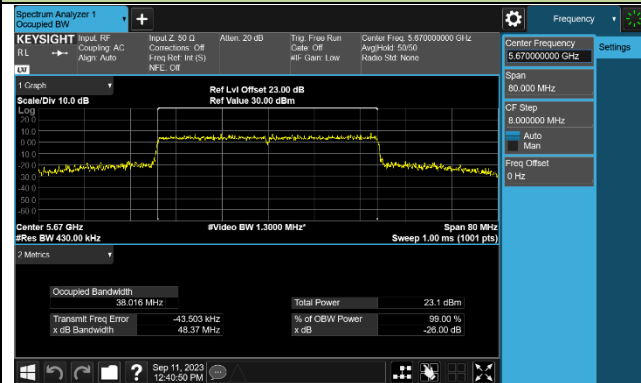 Spectrum Analyzer 1
Occupied BW
Frequency
KEYSIGHT
RL
LXI
Input: RF
Coupling: AC
Align: Auto
Input Z: 50 Ω
Corrections: Off
Freq Ref: Int (S)
NFE: Off
Atten: 20 dB
Trig: Free Run
Gate: Off
#IF Gain: Low
Center Freq: 5.670000000 GHz
Avg|Hold: 50/50
Radio Std: None
Center Frequency
5.670000000 GHz
Settings
Span
80.000 MHz
CF Step
8.000000 MHz
Auto
Man
Freq Offset
0 Hz
1 Graph
Scale/Div 10.0 dB
Ref Lvl Offset 23.00 dB
Ref Value 30.00 dBm
Log
20.0
10.0
0.00
-10.0
-20.0
-30.0
-40.0
-50.0
-60.0
Center 5.67 GHz
#Video BW 1.3000 MHz*
Span 80 MHz
#Res BW 430.00 kHz
Sweep 1.00 ms (1001 pts)
2 Metrics
Occupied Bandwidth
38.016 MHz
Total Power 23.1 dBm
Transmit Freq Error -43.503 kHz
% of OBW Power 99.00 %
x dB Bandwidth 48.37 MHz
x dB -26.00 dB
?
Sep 11, 2023
12:40:50 PM